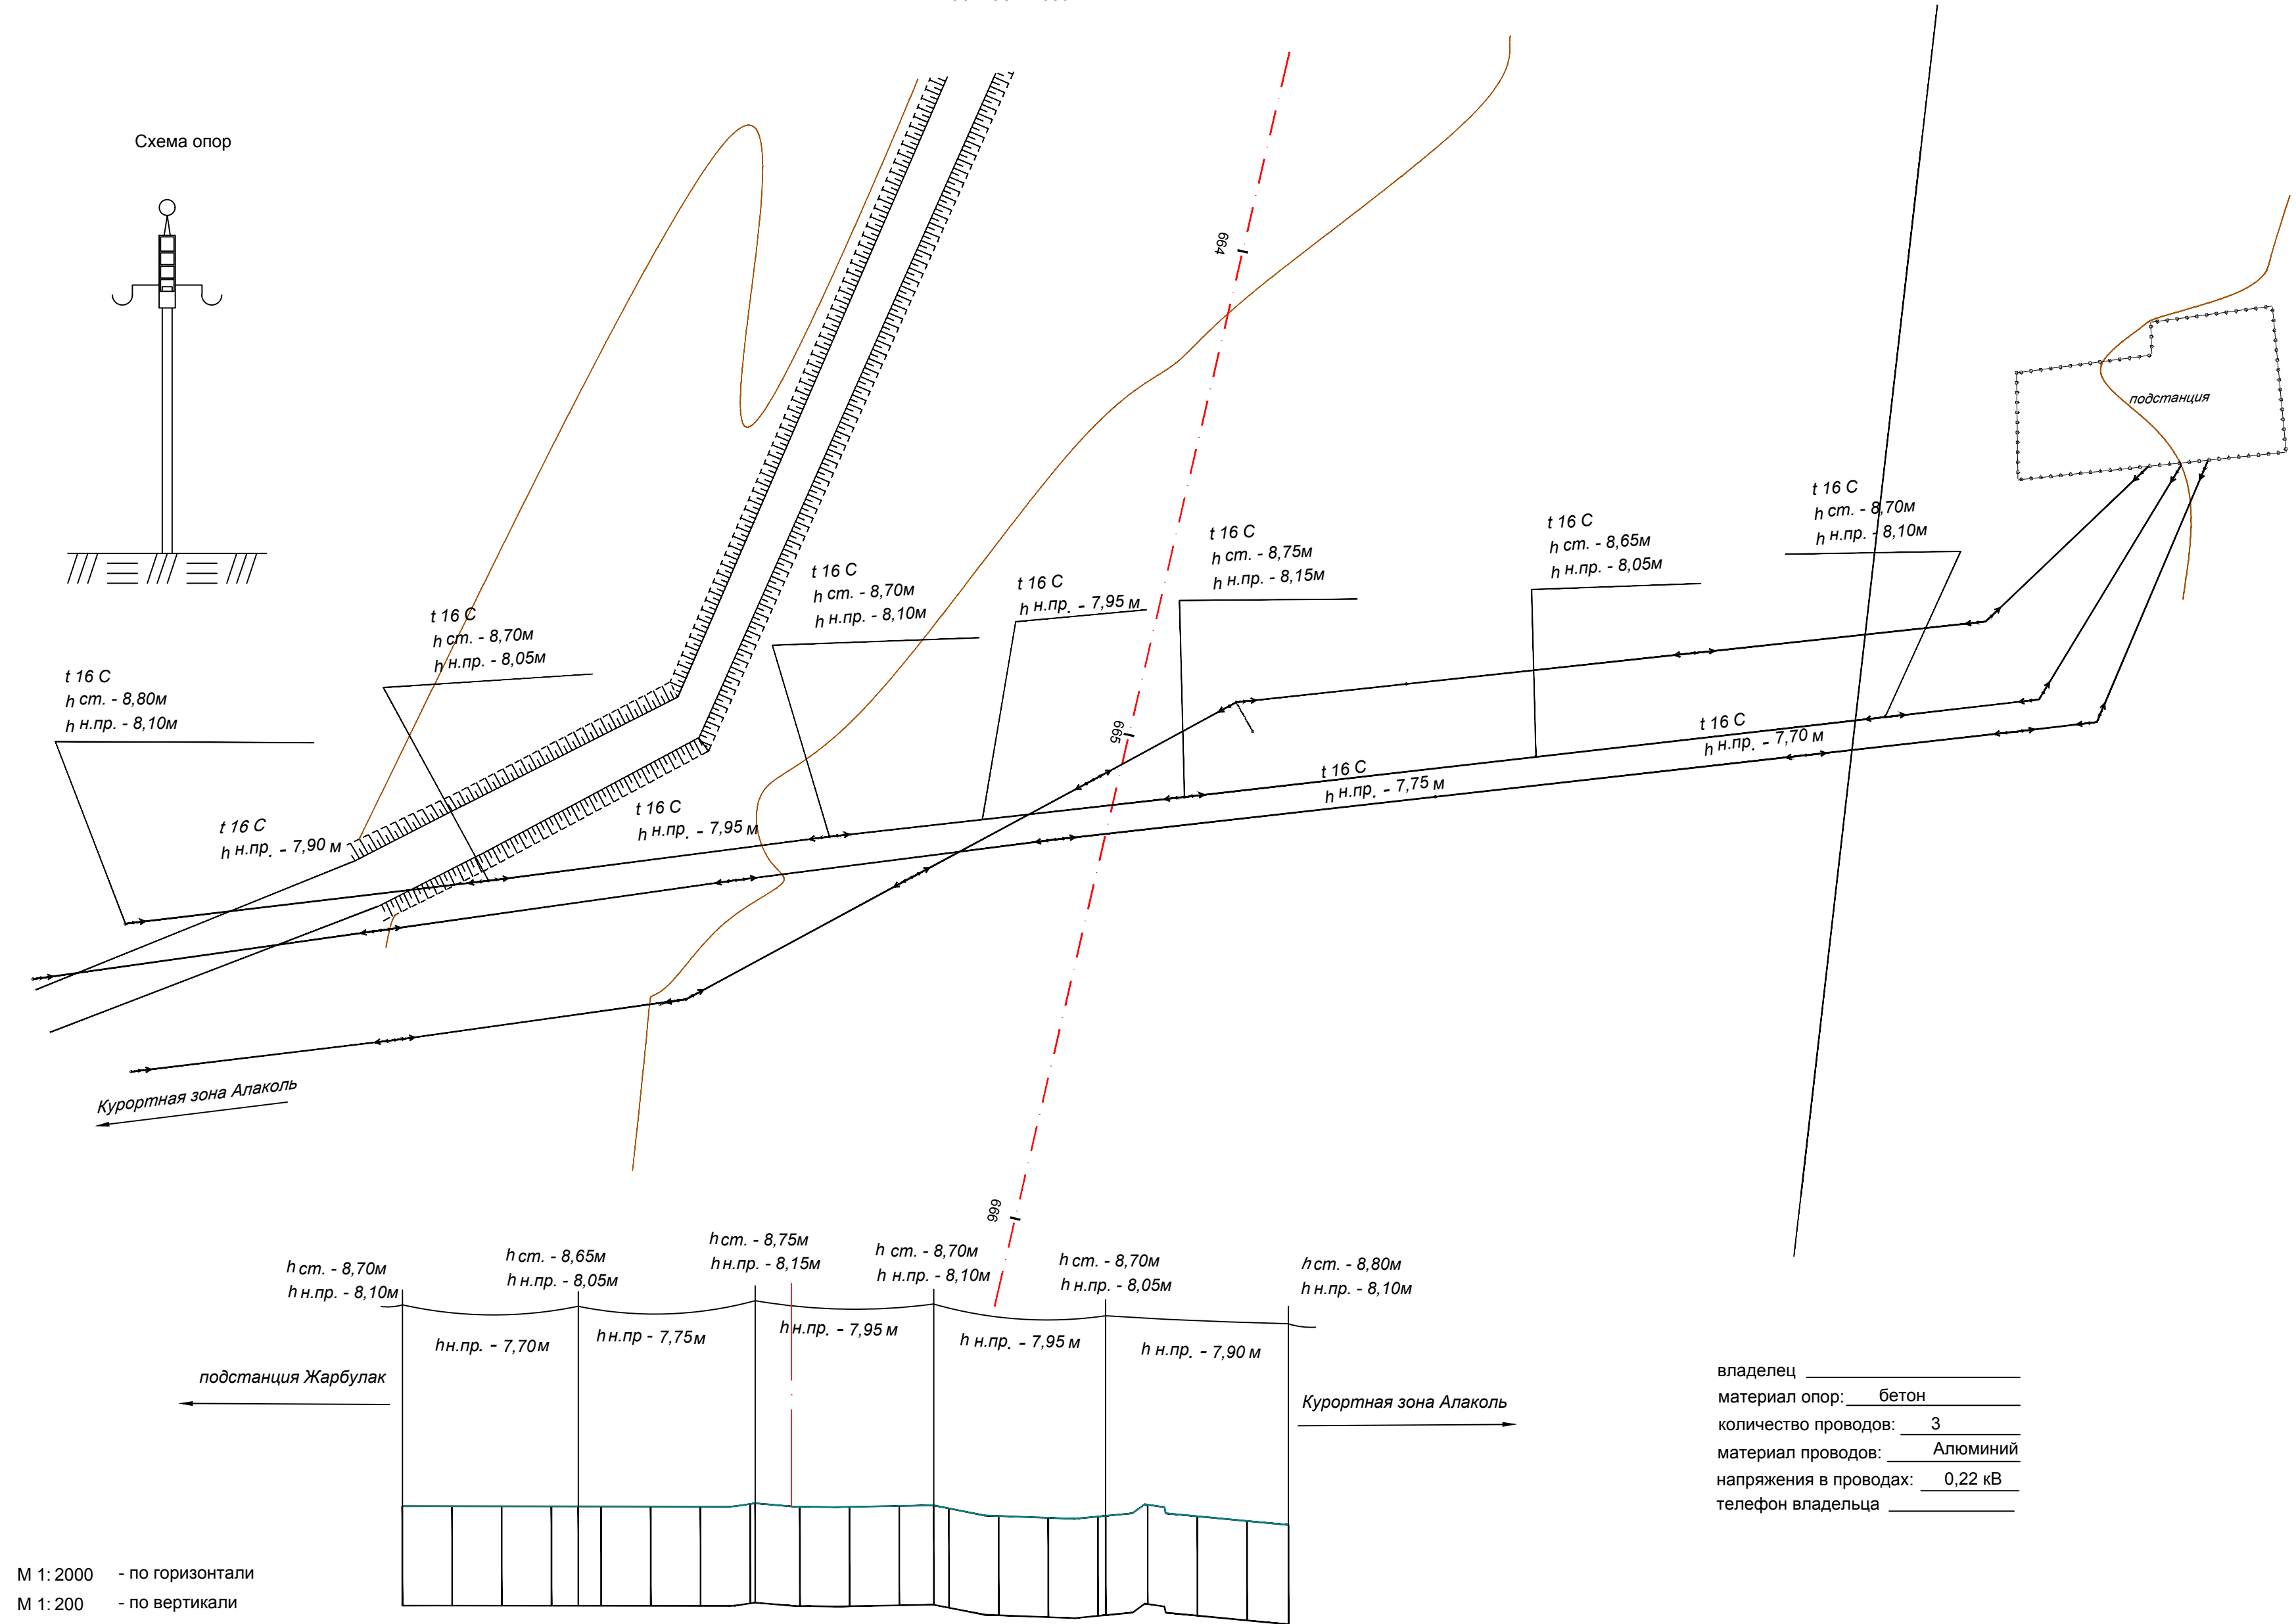 Схема опор
664
подстанция
t 16 C
h ст. - 8,70м
h н.пр. - 8,10м
t 16 C
h ст. - 8,65м
h н.пр. - 8,05м
t 16 C
h ст. - 8,75м
h н.пр. - 8,15м
t 16 C
h ст. - 8,70м
h н.пр. - 8,10м
t 16 C
h н.пр. - 7,95 м
t 16 C
h ст. - 8,70м
h н.пр. - 8,05м
t 16 C
h ст. - 8,80м
h н.пр. - 8,10м
665
t 16 C
h н.пр. - 7,70 м
t 16 C
h н.пр. - 7,75 м
t 16 C
h н.пр. - 7,95 м
t 16 C
h н.пр. - 7,90 м
Курортная зона Алаколь
666
h ст. - 8,70м
h н.пр. - 8,10м
h ст. - 8,65м
h н.пр. - 8,05м
h ст. - 8,75м
h н.пр. - 8,15м
h ст. - 8,70м
h н.пр. - 8,10м
h ст. - 8,70м
h н.пр. - 8,05м
h ст. - 8,80м
h н.пр. - 8,10м
h н.пр. - 7,70м
h н.пр - 7,75м
h н.пр. - 7,95 м
h н.пр. - 7,95 м
h н.пр. - 7,90 м
подстанция Жарбулак
Курортная зона Алаколь
владелец
материал опор: бетон
количество проводов: 3
материал проводов: Алюминий
напряжения в проводах: 0,22 кВ
телефон владельца
М 1: 2000 - по горизонтали
М 1: 200 - по вертикали